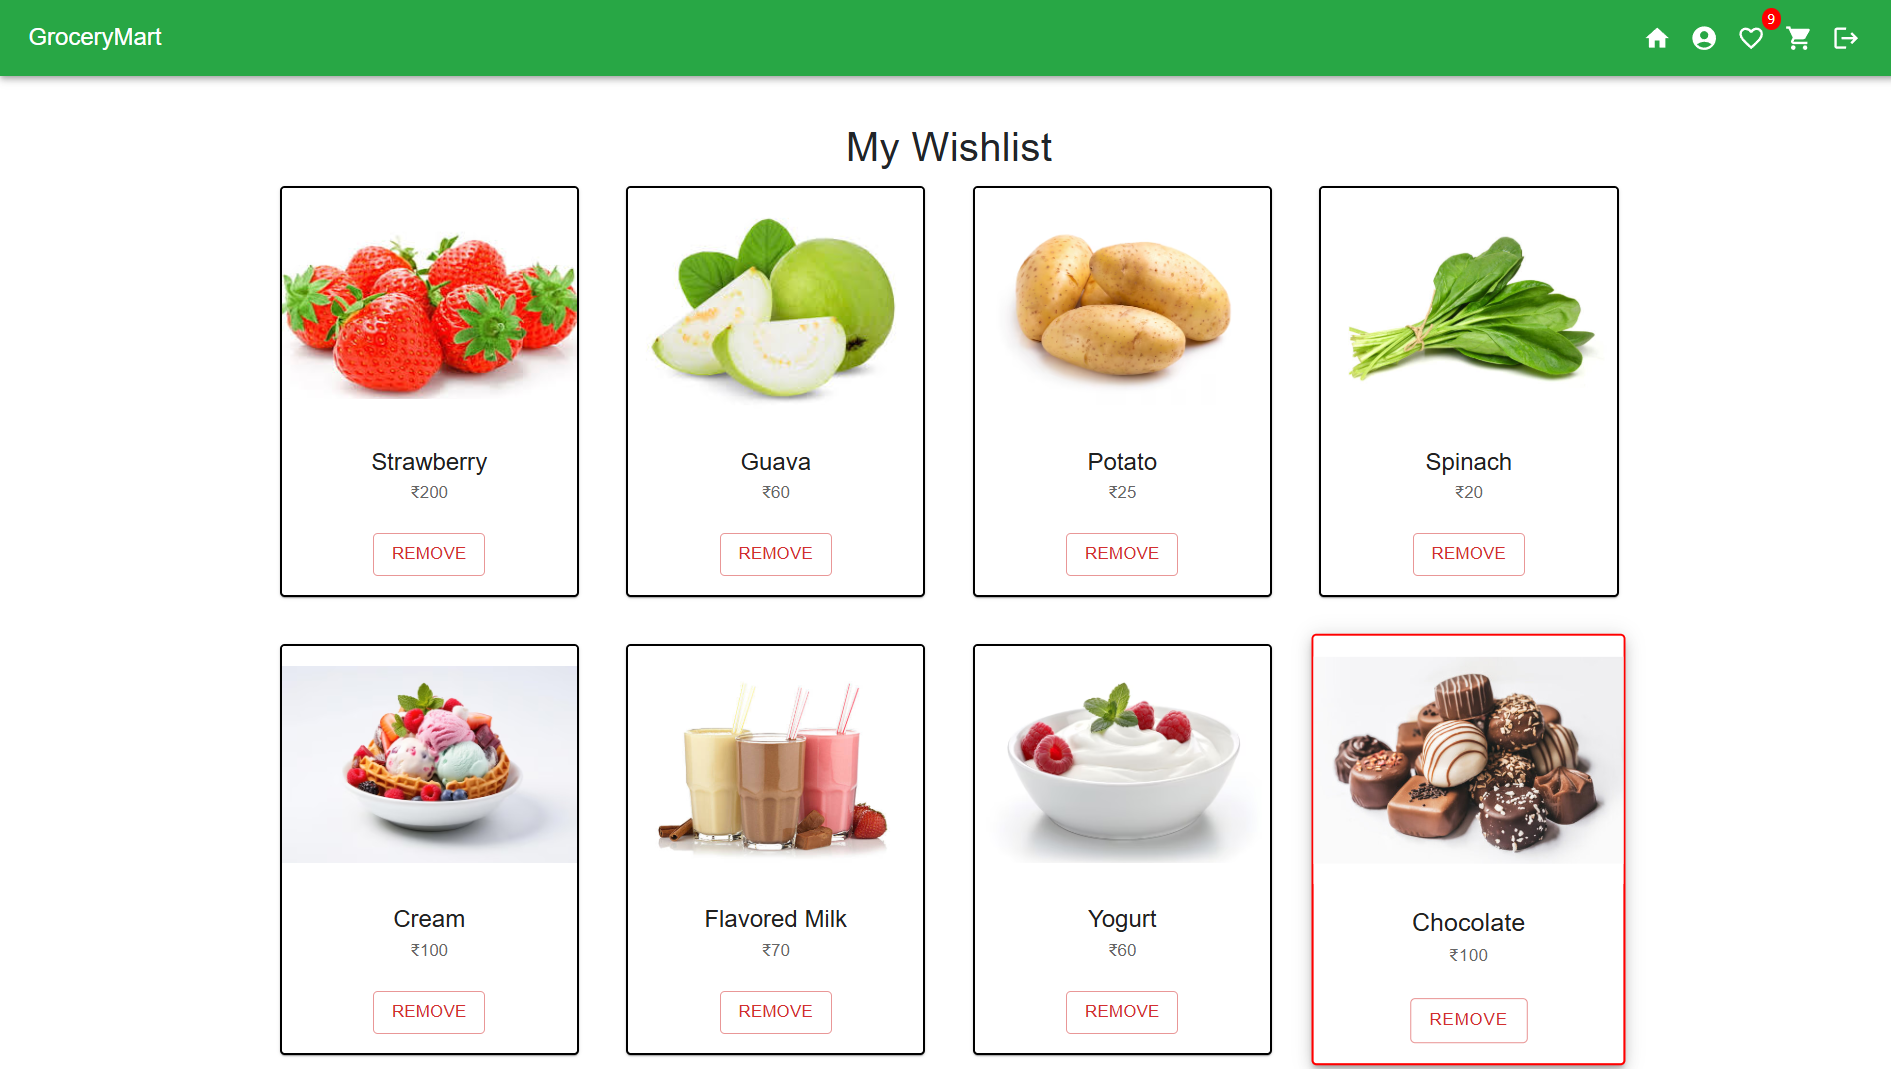 GroceryMart
9
My Wishlist
Strawberry
₹200
REMOVE
Guava
₹60
REMOVE
Potato
₹25
REMOVE
Spinach
₹20
REMOVE
Cream
₹100
REMOVE
Flavored Milk
₹70
REMOVE
Yogurt
₹60
REMOVE
Chocolate
₹100
REMOVE